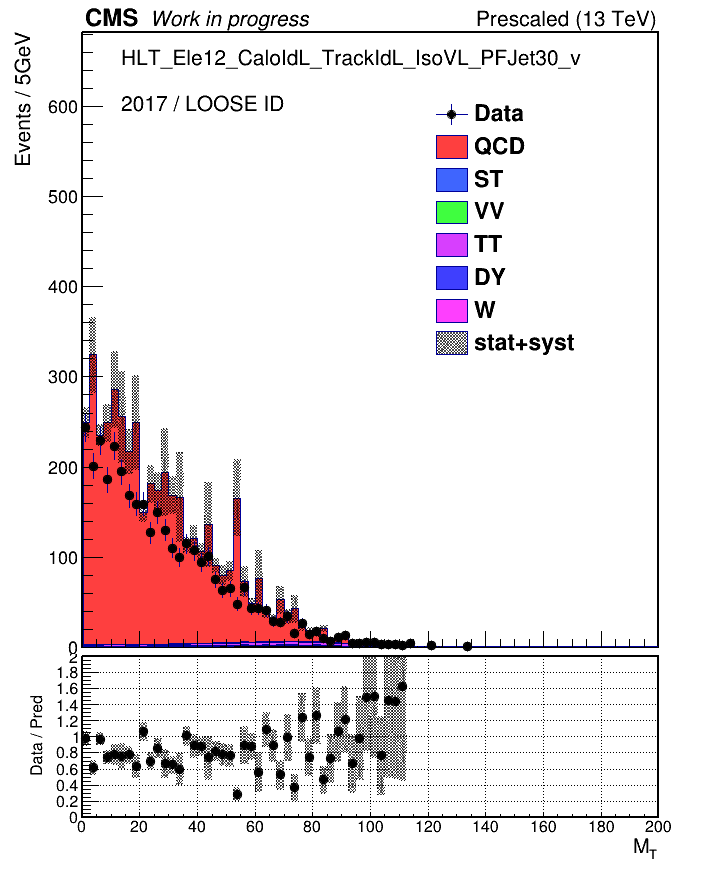 CMS Work in progress Prescaled (13 TeV)
Events / 5GeV
HLT_Ele12_CaloIdL_TrackIdL_IsoVL_PFJet30_v
2017 / LOOSE ID
Data
QCD
ST
VV
TT
DY
W
stat+syst
600
500
400
300
200
100
0
Data / Pred
2
1.8
1.6
1.4
1.2
1
0.8
0.6
0.4
0.2
0
0 20 40 60 80 100 120 140 160 180 200
M_T